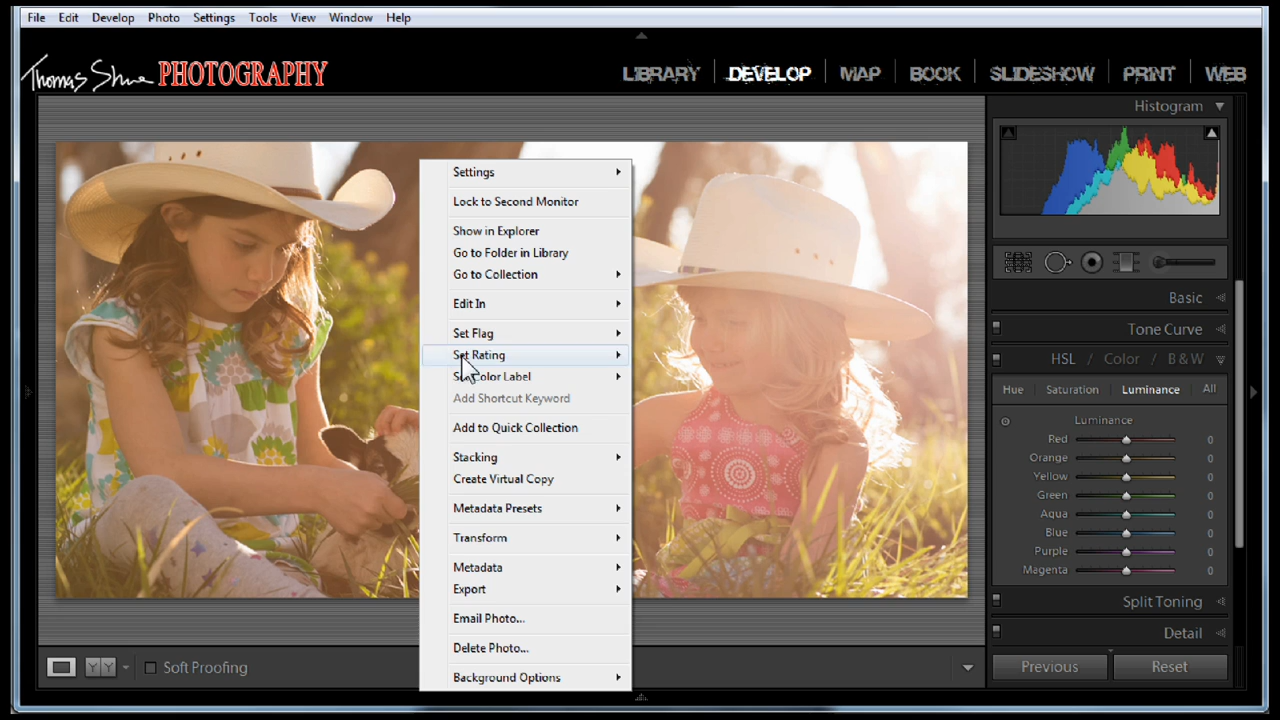 File Edit Develop Photo Settings Tools View Window Help
Thomas Shue PHOTOGRAPHY
LIBRARY DEVELOP MAP BOOK SLIDESHOW PRINT WEB
Histogram
Settings
Lock to Second Monitor
Show in Explorer
Go to Folder in Library
Go to Collection
Edit In
Set Flag
Set Rating
Set Color Label
Add Shortcut Keyword
Add to Quick Collection
Stacking
Create Virtual Copy
Metadata Presets
Transform
Metadata
Export
Email Photo...
Delete Photo...
Background Options
Basic
Tone Curve
HSL / Color / B&W
Hue Saturation Luminance All
Luminance
Red 0
Orange 0
Yellow 0
Green 0
Aqua 0
Blue 0
Purple 0
Magenta 0
Split Toning
Detail
YY Soft Proofing
Previous Reset